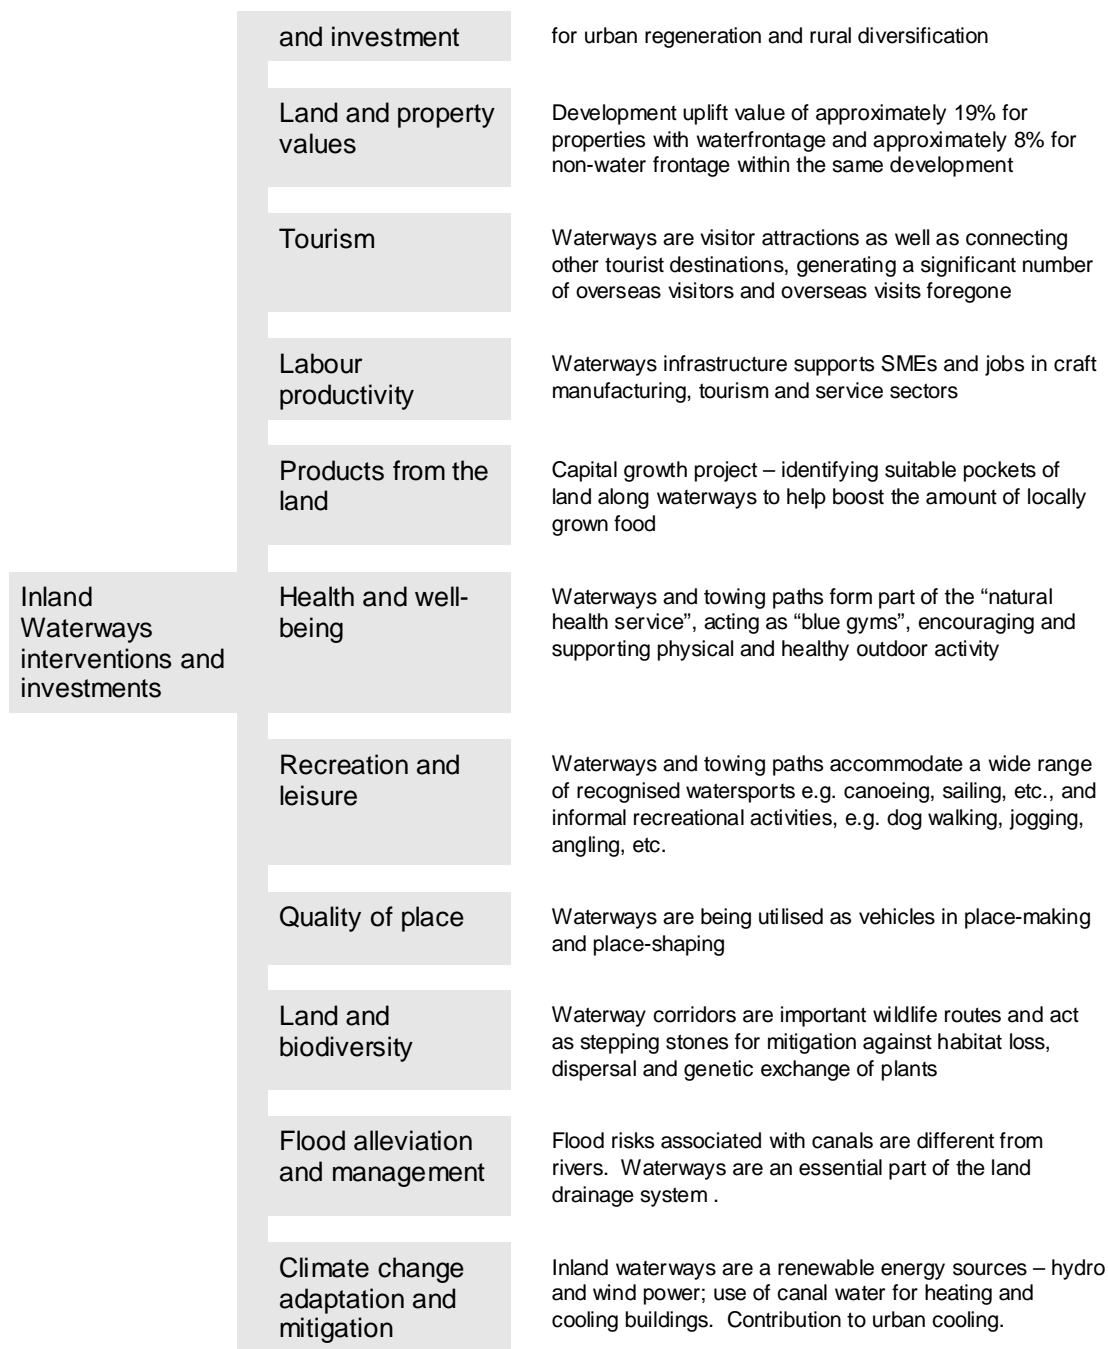 and investment
for urban regeneration and rural diversification
Land and property
values
Development uplift value of approximately 19% for
properties with waterfrontage and approximately 8% for
non-water frontage within the same development
Tourism
Waterways are visitor attractions as well as connecting
other tourist destinations, generating a significant number
of overseas visitors and overseas visits foregone
Labour
productivity
Waterways infrastructure supports SMEs and jobs in craft
manufacturing, tourism and service sectors
Products from the
land
Capital growth project – identifying suitable pockets of
land along waterways to help boost the amount of locally
grown food
Inland
Waterways
interventions and
investments
Health and well-
being
Waterways and towing paths form part of the “natural
health service”, acting as “blue gyms”, encouraging and
supporting physical and healthy outdoor activity
Recreation and
leisure
Waterways and towing paths accommodate a wide range
of recognised watersports e.g. canoeing, sailing, etc., and
informal recreational activities, e.g. dog walking, jogging,
angling, etc.
Quality of place
Waterways are being utilised as vehicles in place-making
and place-shaping
Land and
biodiversity
Waterway corridors are important wildlife routes and act
as stepping stones for mitigation against habitat loss,
dispersal and genetic exchange of plants
Flood alleviation
and management
Flood risks associated with canals are different from
rivers.  Waterways are an essential part of the land
drainage system .
Climate change
adaptation and
mitigation
Inland waterways are a renewable energy sources – hydro
and wind power; use of canal water for heating and
cooling buildings.  Contribution to urban cooling.